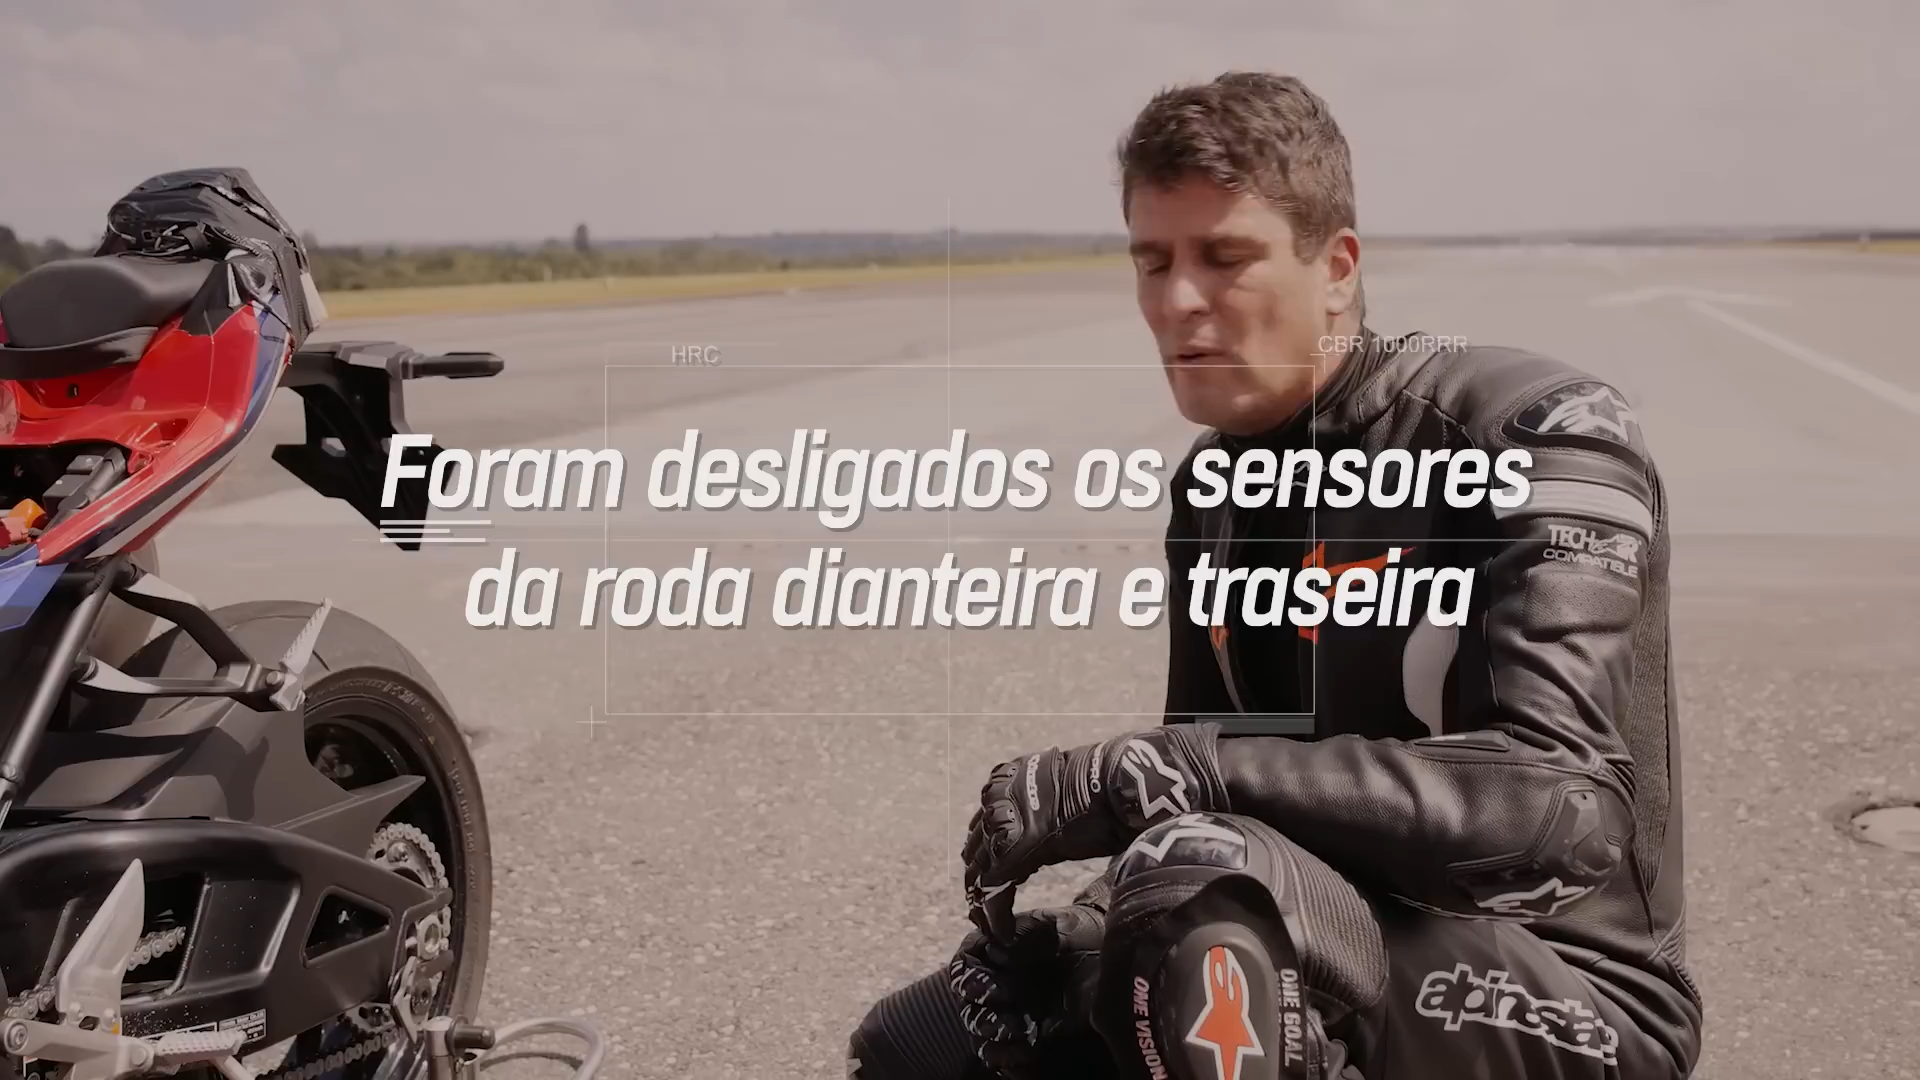 HRC
CBR 1000RRR
Foram desligados os sensores
da roda dianteira e traseira
TECH AIR
COMPATIBLE
ONE VISION
ONE GOAL
alpinestars